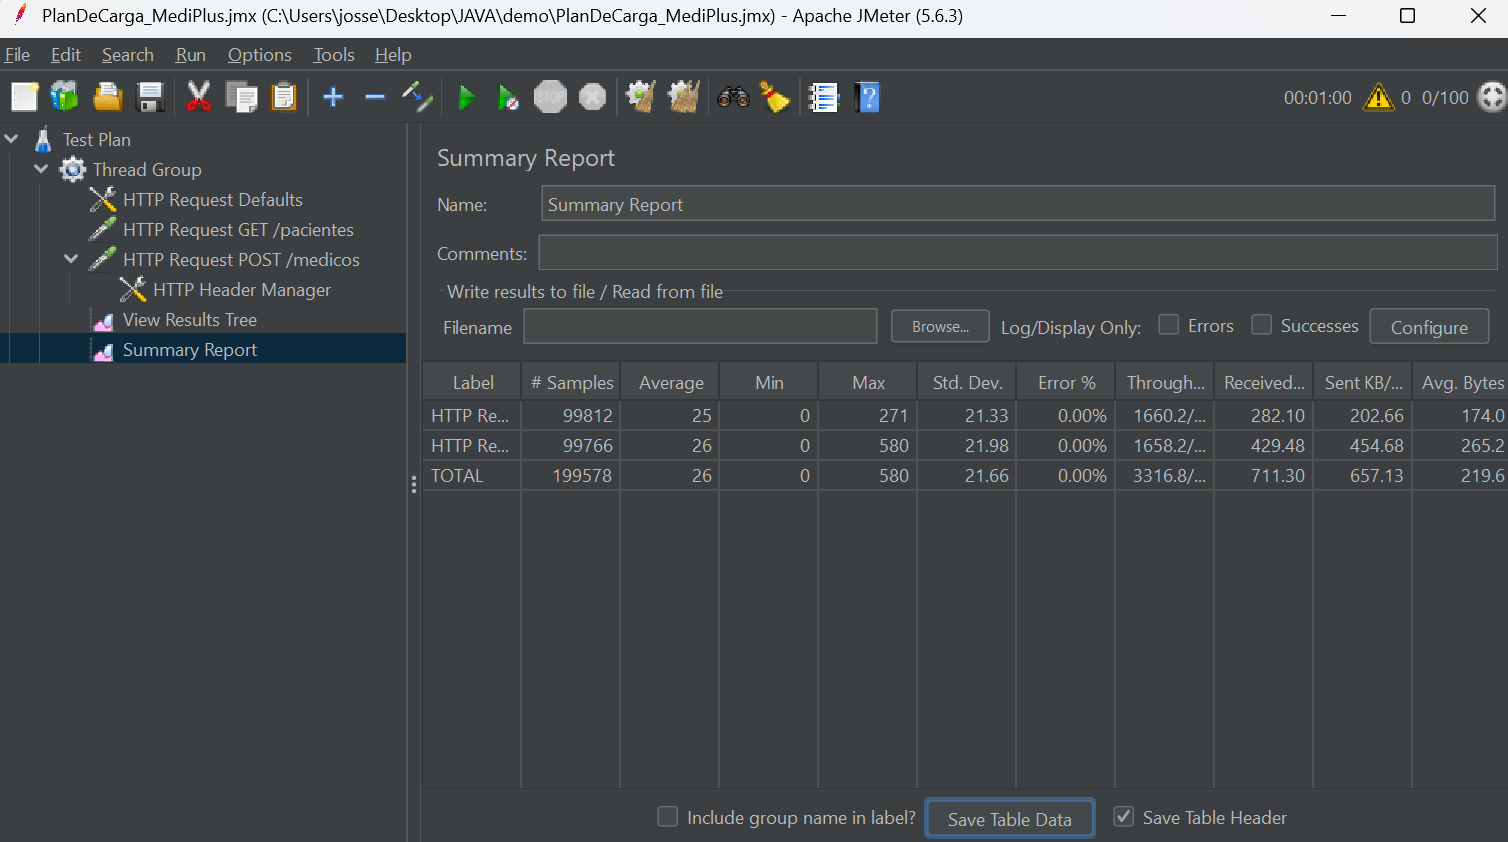 PlanDeCarga_MediPlus.jmx (C:\Users\josse\Desktop\JAVA\demo\PlanDeCarga_MediPlus.jmx) - Apache JMeter (5.6.3)
File Edit Search Run Options Tools Help
STOP 00:01:00 0 0/100
Test Plan
Thread Group
HTTP Request Defaults
HTTP Request GET /pacientes
HTTP Request POST /medicos
HTTP Header Manager
View Results Tree
Summary Report
Summary Report
Name: Summary Report
Comments:
Write results to file / Read from file
Filename Browse... Log/Display Only: Errors Successes Configure
Label # Samples Average Min Max Std. Dev. Error % Through... Received... Sent KB/... Avg. Bytes
HTTP Re... 99812 25 0 271 21.33 0.00% 1660.2/... 282.10 202.66 174.0
HTTP Re... 99766 26 0 580 21.98 0.00% 1658.2/... 429.48 454.68 265.2
TOTAL 199578 26 0 580 21.66 0.00% 3316.8/... 711.30 657.13 219.6
Include group name in label? Save Table Data Save Table Header